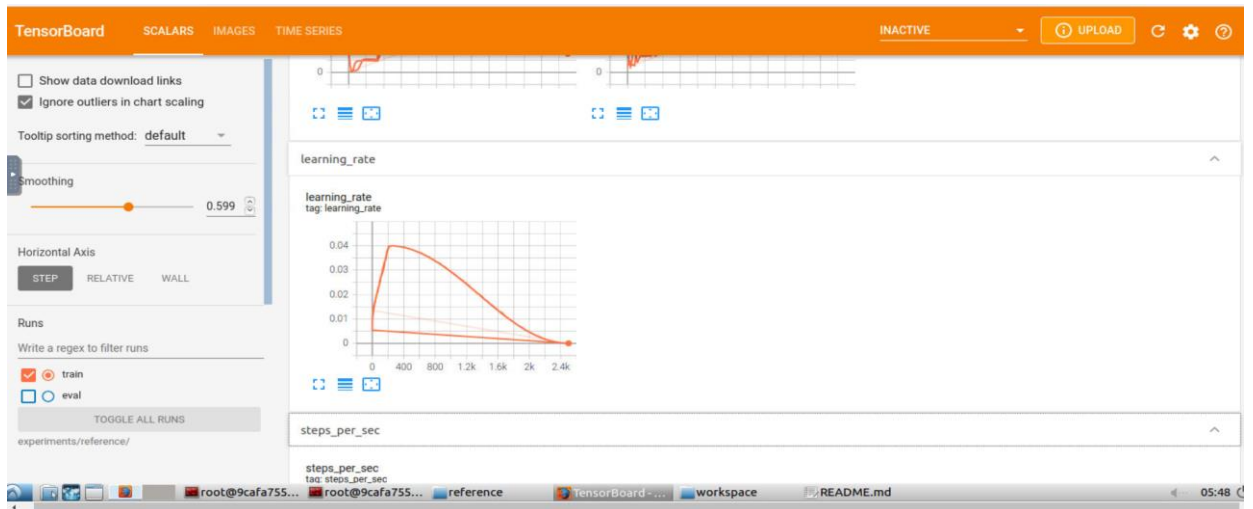 TensorBoard SCALARS IMAGES TIME SERIES INACTIVE UPLOAD
Show data download links
Ignore outliers in chart scaling
Tooltip sorting method: default
Smoothing
0.599
Horizontal Axis
STEP RELATIVE WALL
Runs
Write a regex to filter runs
train
eval
TOGGLE ALL RUNS
experiments/reference/
0
0
learning_rate
learning_rate
tag: learning_rate
0.04
0.03
0.02
0.01
0
0 400 800 1.2k 1.6k 2k 2.4k
steps_per_sec
steps_per_sec
tag: steps_per_sec
root@9cafa755... root@9cafa755... reference TensorBoard -... workspace README.md 05:48